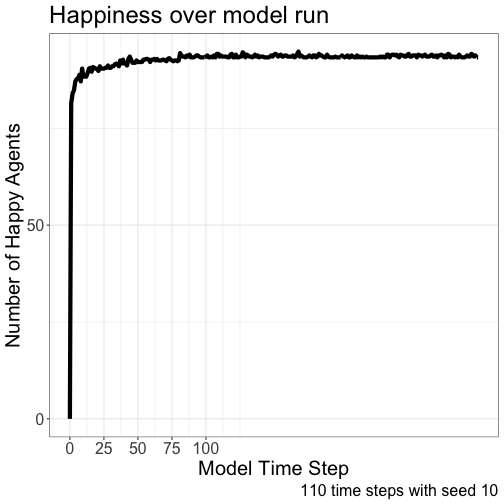 Happiness over model run
Number of Happy Agents
50
0
0 25 50 75 100
Model Time Step
110 time steps with seed 10